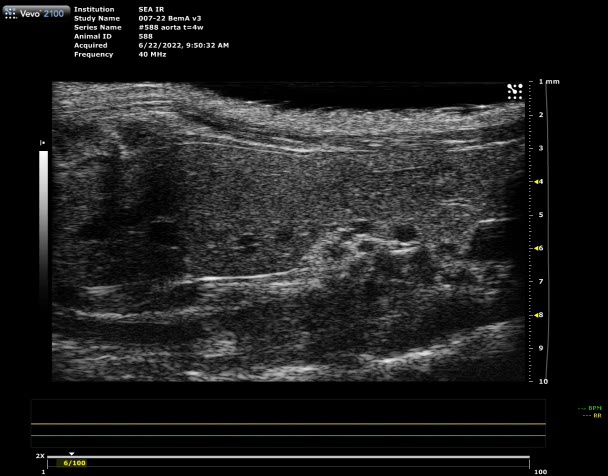 Vevo 2100
Institution SEA IR
Study Name 007-22 BemA v3
Series Name #588 aorta t=4w
Animal ID 588
Acquired 6/22/2022, 9:50:32 AM
Frequency 40 MHz
1 mm
2
3
4
5
6
7
8
9
10
--- BPM
--- RR
2X
6/100
1 100